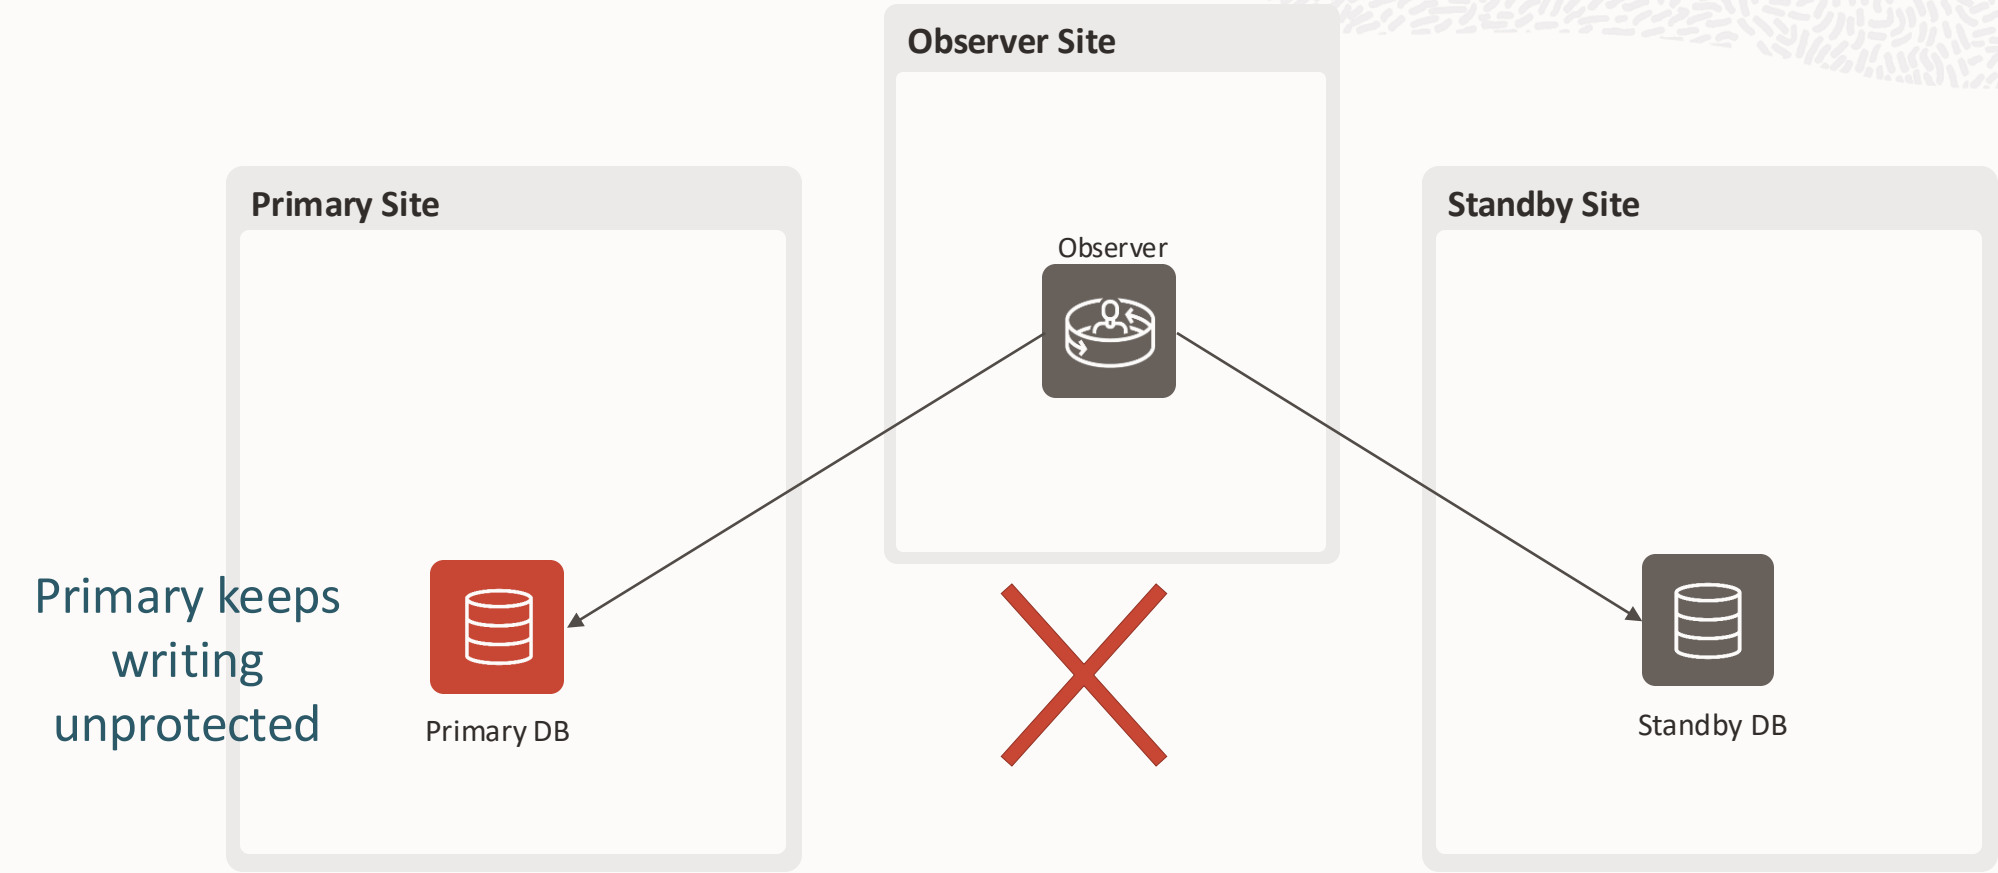 Observer Site
Primary Site
Standby Site
Observer
Primary keeps
writing
unprotected
Primary DB
Standby DB